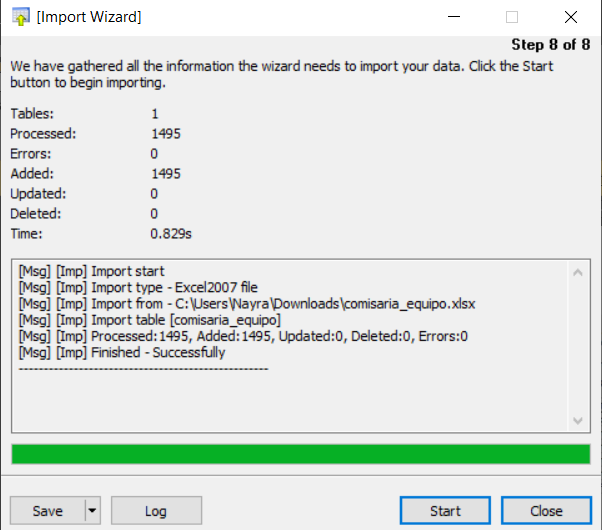 [Import Wizard]
Step 8 of 8
We have gathered all the information the wizard needs to import your data. Click the Start
button to begin importing.
Tables: 1
Processed: 1495
Errors: 0
Added: 1495
Updated: 0
Deleted: 0
Time: 0.829s
[Msg] [Imp] Import start
[Msg] [Imp] Import type - Excel2007 file
[Msg] [Imp] Import from - C:\Users\Nayra\Downloads\comisaria_equipo.xlsx
[Msg] [Imp] Import table [comisaria_equipo]
[Msg] [Imp] Processed:1495, Added:1495, Updated:0, Deleted:0, Errors:0
[Msg] [Imp] Finished - Successfully
--------------------------------------------------
Save Log Start Close